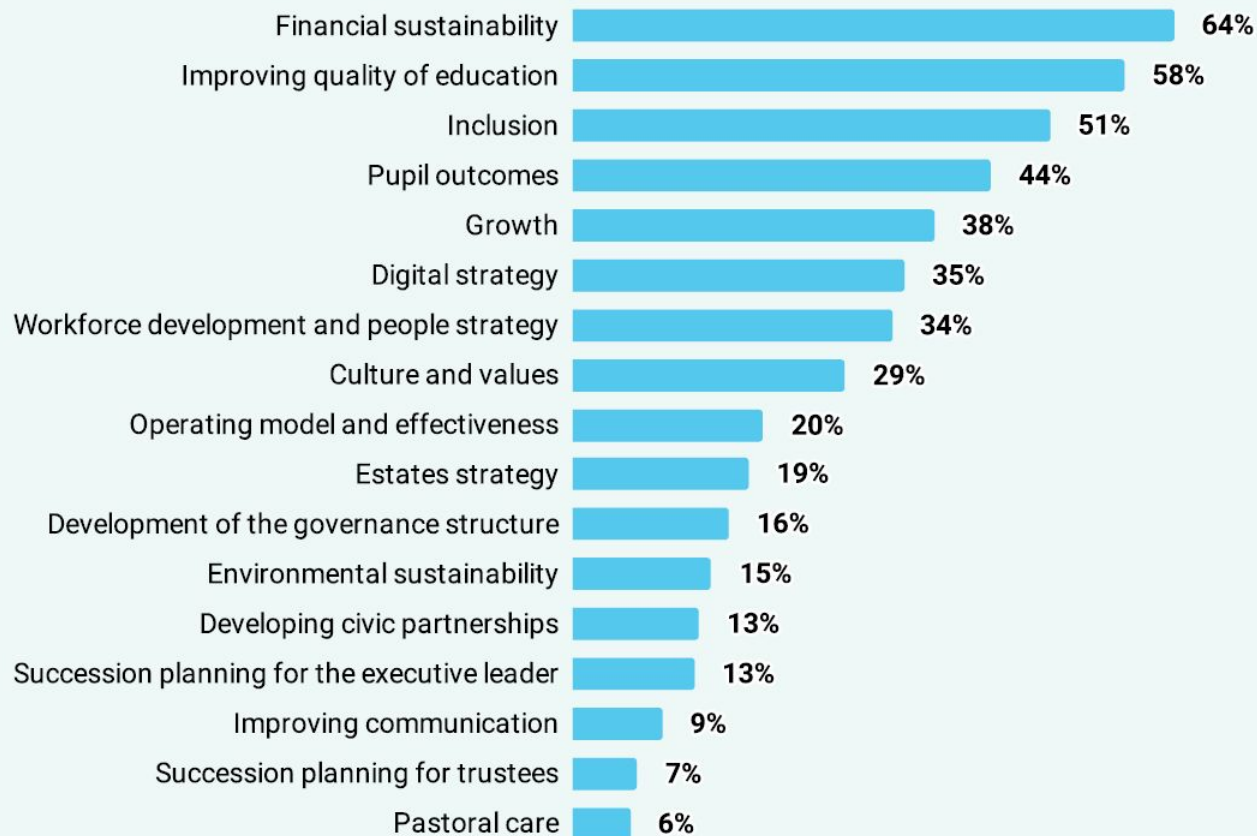 Financial sustainability 64%
Improving quality of education 58%
Inclusion 51%
Pupil outcomes 44%
Growth 38%
Digital strategy 35%
Workforce development and people strategy 34%
Culture and values 29%
Operating model and effectiveness 20%
Estates strategy 19%
Development of the governance structure 16%
Environmental sustainability 15%
Developing civic partnerships 13%
Succession planning for the executive leader 13%
Improving communication 9%
Succession planning for trustees 7%
Pastoral care 6%